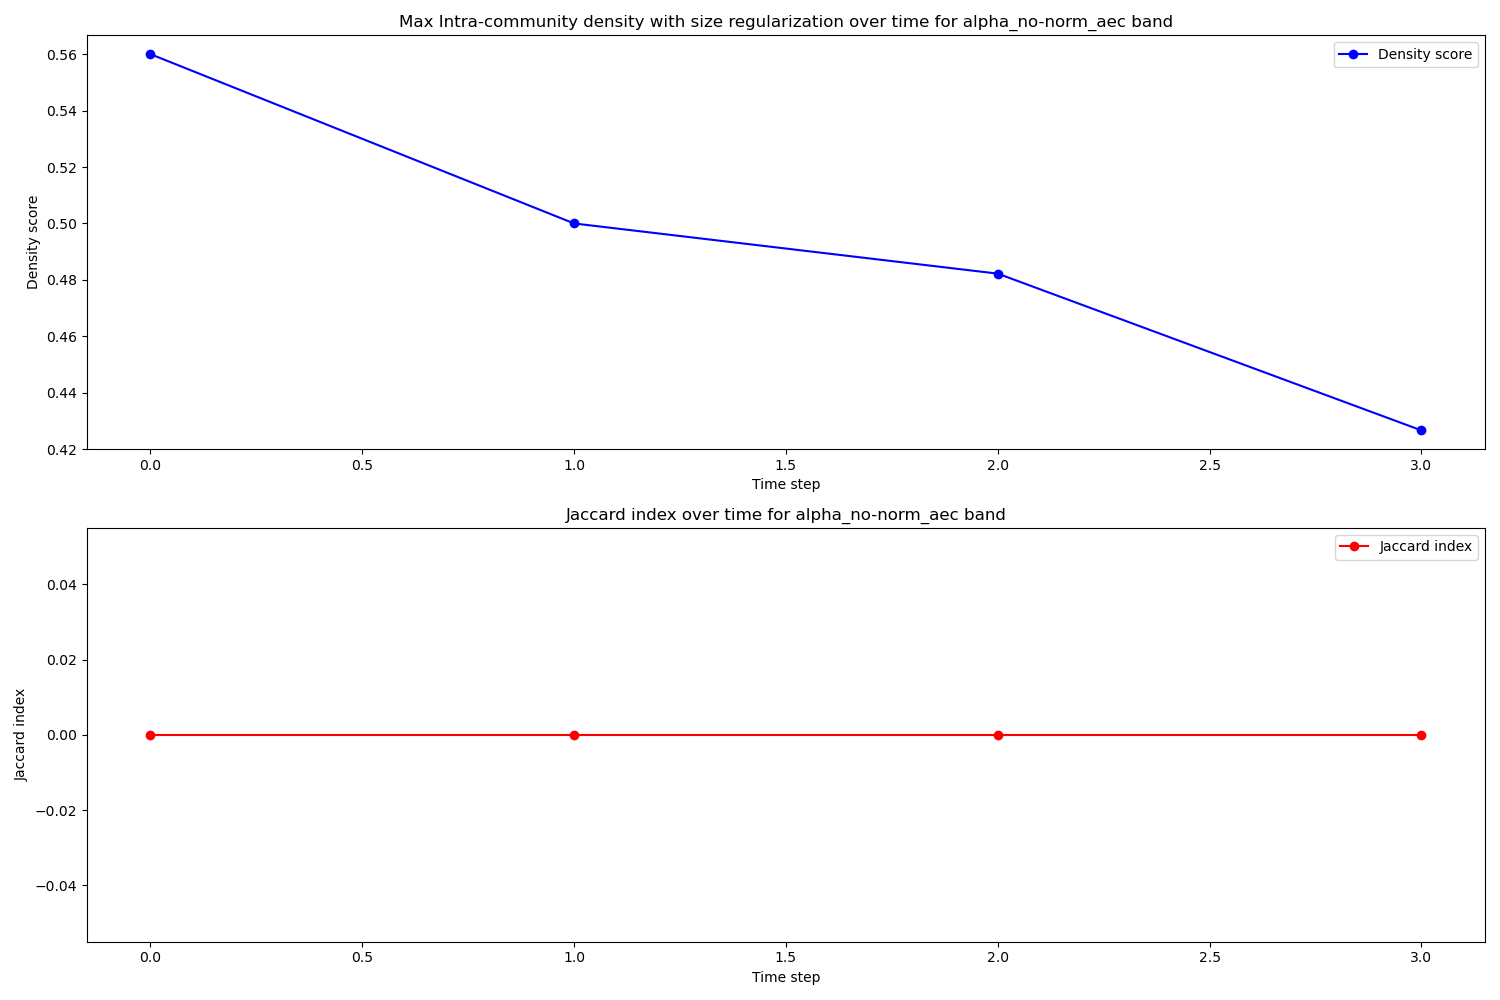 Max Intra-community density with size regularization over time for alpha_no-norm_aec band
Density score
0.56
0.54
0.52
0.50
0.48
0.46
0.44
0.42
Density score
0.0 0.5 1.0 1.5 2.0 2.5 3.0
Time step
Jaccard index over time for alpha_no-norm_aec band
Jaccard index
0.04
0.02
0.00
−0.02
−0.04
Jaccard index
0.0 0.5 1.0 1.5 2.0 2.5 3.0
Time step